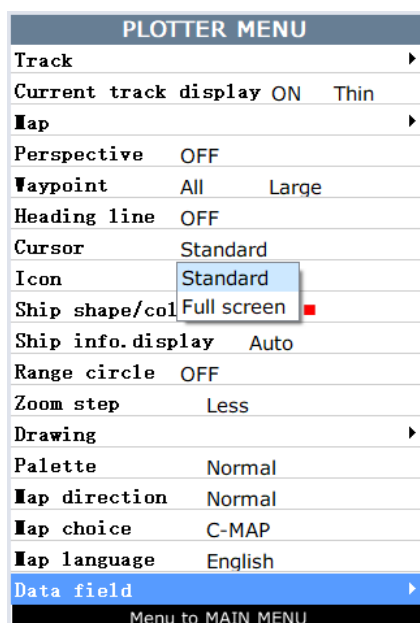 PLOTTER MENU
Track
Current track display ON Thin
Map
Perspective OFF
Waypoint All Large
Heading line OFF
Cursor Standard
Icon Standard
Ship shape/col Full screen
Ship info.display Auto
Range circle OFF
Zoom step Less
Drawing
Palette Normal
Map direction Normal
Map choice C-MAP
Map language English
Data field
Menu to MAIN MENU